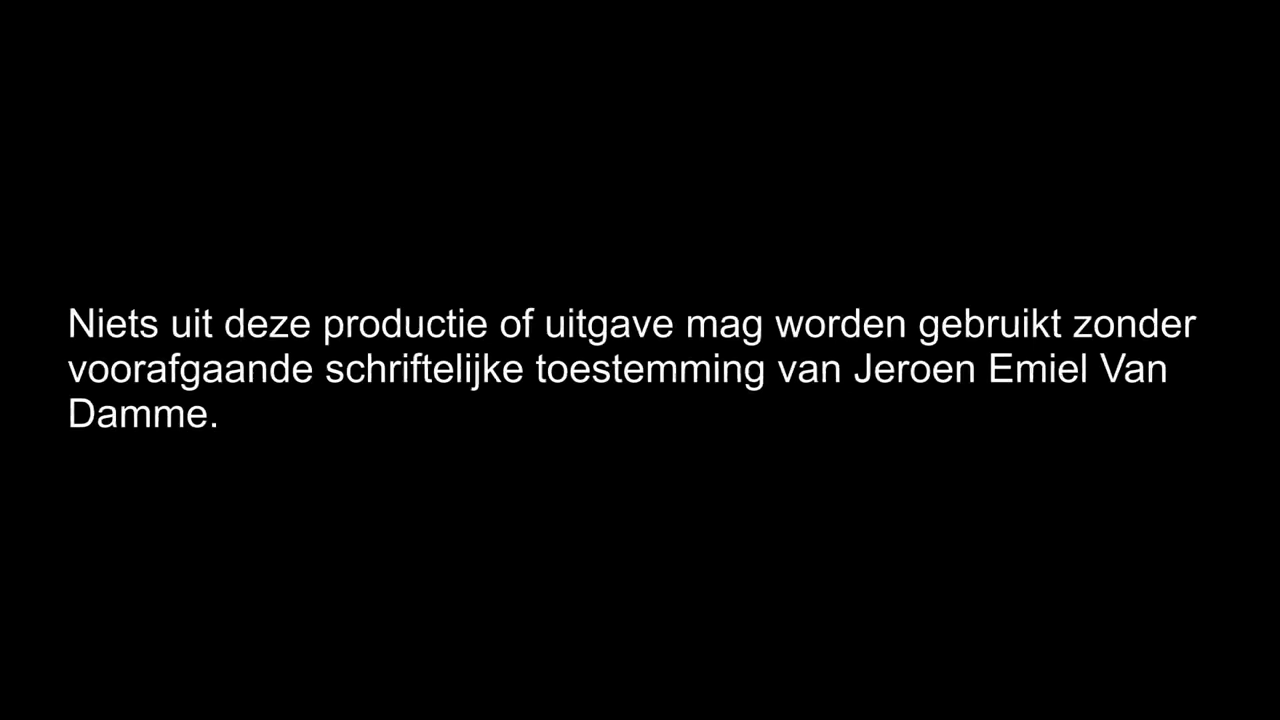 Niets uit deze productie of uitgave mag worden gebruikt zonder
voorafgaande schriftelijke toestemming van Jeroen Emiel Van
Damme.